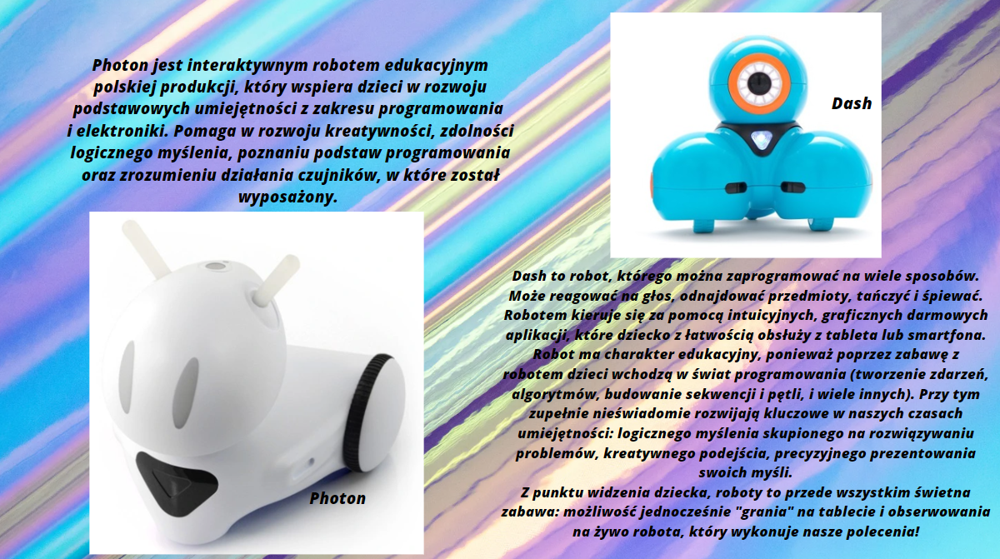 Photon jest interaktywnym robotem edukacyjnym
polskiej produkcji, który wspiera dzieci w rozwoju
podstawowych umiejętności z zakresu programowania
i elektroniki. Pomaga w rozwoju kreatywności, zdolności
logicznego myślenia, poznaniu podstaw programowania
oraz zrozumieniu działania czujników, w które został
wyposażony.
Photon
Dash
Dash to robot, którego można zaprogramować na wiele sposobów.
Może reagować na głos, odnajdować przedmioty, tańczyć i śpiewać.
Robotem kieruje się za pomocą intuicyjnych, graficznych darmowych
aplikacji, które dziecko z łatwością obsłuży z tableta lub smartfona.
Robot ma charakter edukacyjny, ponieważ poprzez zabawę z
robotem dzieci wchodzą w świat programowania (tworzenie zdarzeń,
algorytmów, budowanie sekwencji i pętli, i wiele innych). Przy tym
zupełnie nieświadomie rozwijają kluczowe w naszych czasach
umiejętności: logicznego myślenia skupionego na rozwiązywaniu
problemów, kreatywnego podejścia, precyzyjnego prezentowania
swoich myśli.
Z punktu widzenia dziecka, roboty to przede wszystkim świetna
zabawa: możliwość jednocześnie "grania" na tablecie i obserwowania
na żywo robota, który wykonuje nasze polecenia!